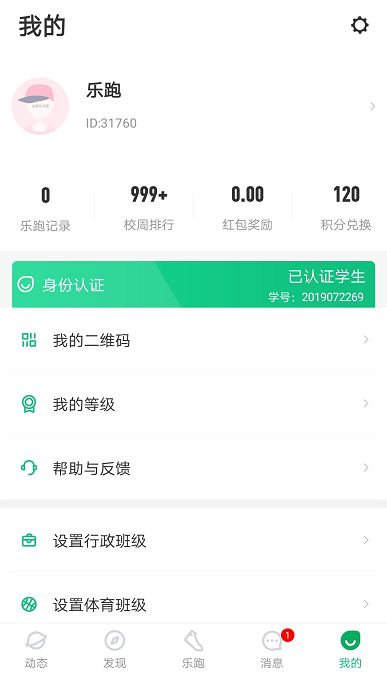 我的
乐跑
ID:31760
0
999+
0.00
120
乐跑记录
校周排行
红包奖励
积分兑换
身份认证
已认证学生
学号：2019072269
我的二维码
我的等级
帮助与反馈
设置行政班级
设置体育班级
1
动态
发现
乐跑
消息
我的